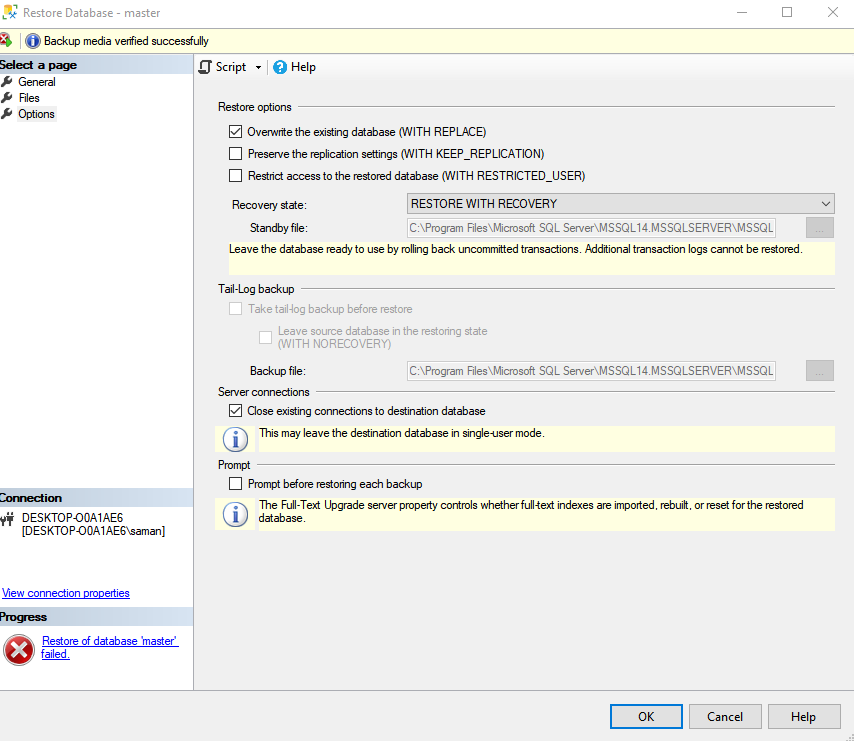 Restore Database - master
Backup media verified successfully
Select a page
General
Files
Options
Script
Help
Restore options
Overwrite the existing database (WITH REPLACE)
Preserve the replication settings (WITH KEEP_REPLICATION)
Restrict access to the restored database (WITH RESTRICTED_USER)
Recovery state:
RESTORE WITH RECOVERY
Standby file:
C:\Program Files\Microsoft SQL Server\MSSQL14.MSSQLSERVER\MSSQL
...
Leave the database ready to use by rolling back uncommitted transactions. Additional transaction logs cannot be restored.
Tail-Log backup
Take tail-log backup before restore
Leave source database in the restoring state
(WITH NORECOVERY)
Backup file:
C:\Program Files\Microsoft SQL Server\MSSQL14.MSSQLSERVER\MSSQL
...
Server connections
Close existing connections to destination database
This may leave the destination database in single-user mode.
Prompt
Prompt before restoring each backup
The Full-Text Upgrade server property controls whether full-text indexes are imported, rebuilt, or reset for the restored
database.
Connection
DESKTOP-O0A1AE6
[DESKTOP-O0A1AE6\saman]
View connection properties
Progress
Restore of database 'master'
failed.
OK
Cancel
Help